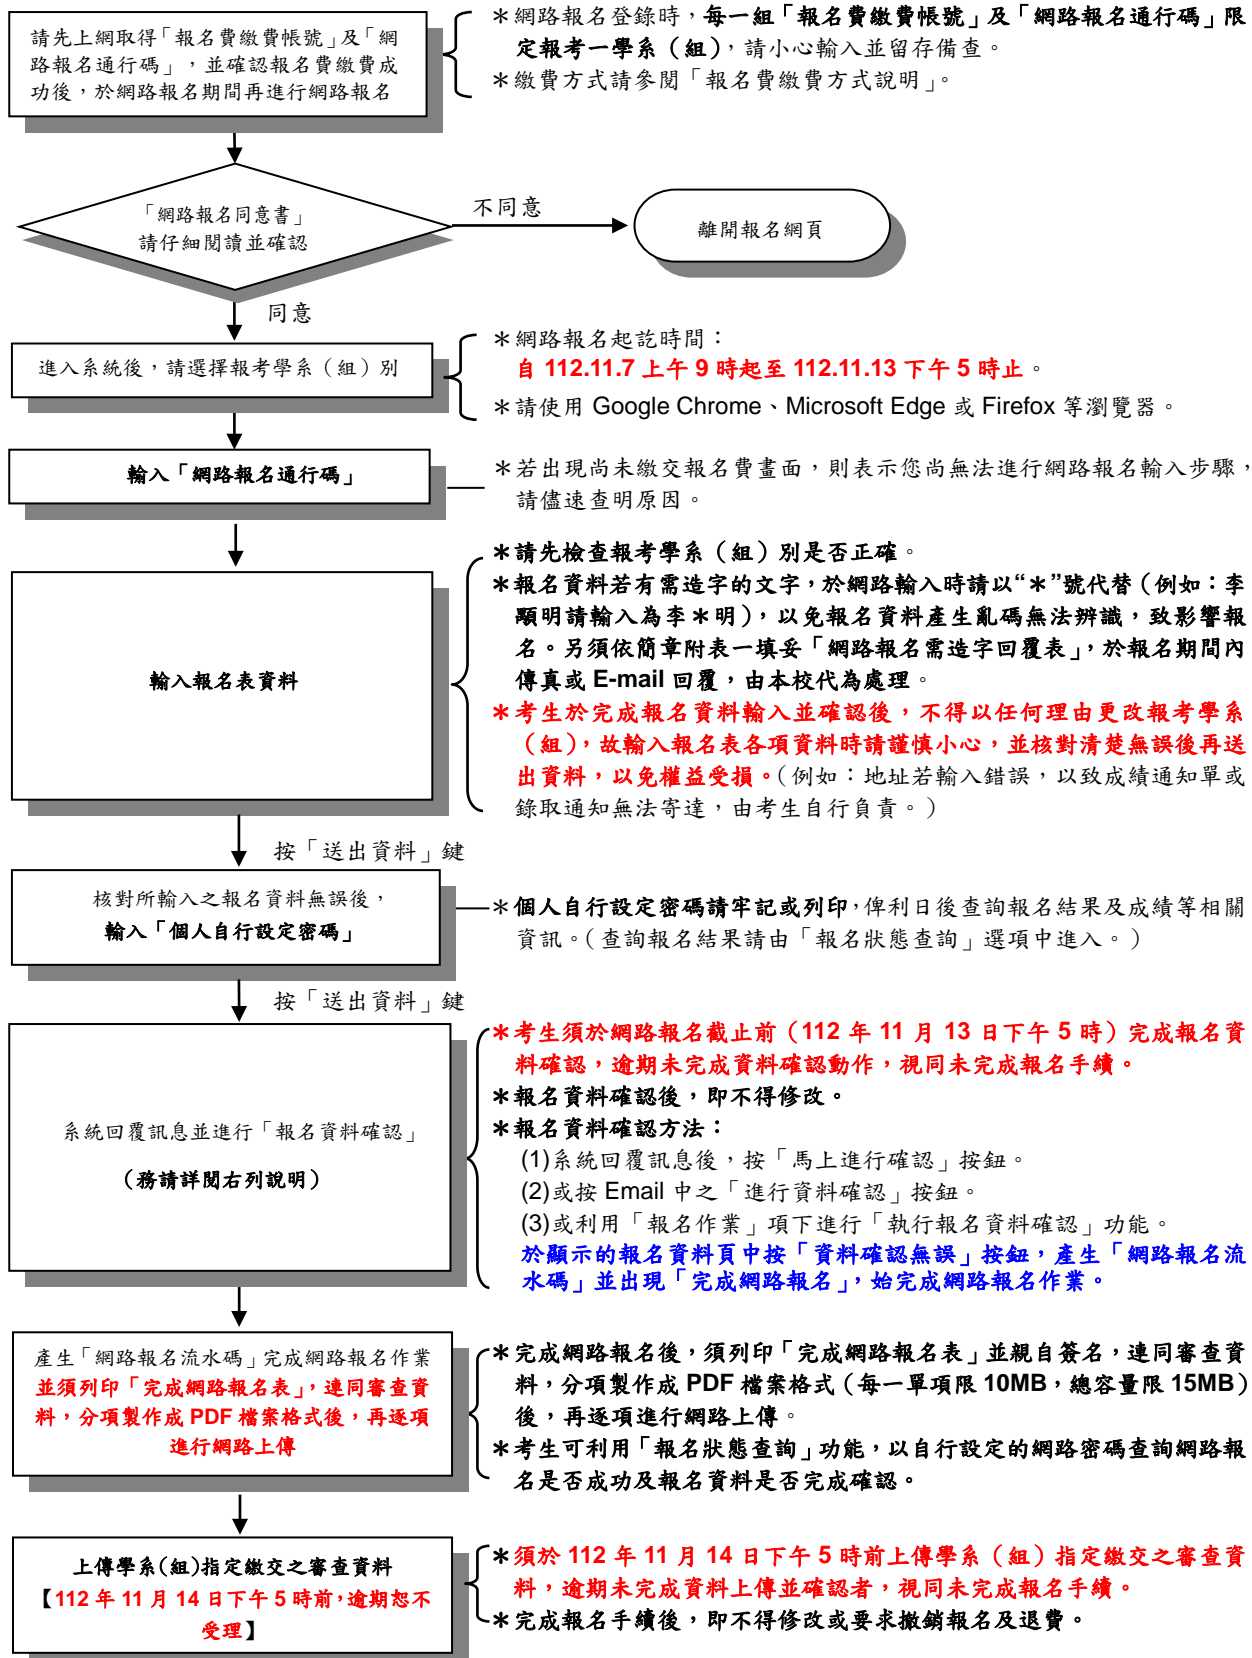 請先上網取得「報名費繳費帳號」及「網
路報名通行碼」，並確認報名費繳費成
功後，於網路報名期間再進行網路報名
＊網路報名登錄時，每一組「報名費繳費帳號」及「網路報名通行碼」限
定報考一學系（組），請小心輸入並留存備查。
＊繳費方式請參閱「報名費繳費方式說明」。
「網路報名同意書」
請仔細閱讀並確認
不同意
離開報名網頁
同意
進入系統後，請選擇報考學系（組）別
＊網路報名起訖時間：
自 112.11.7 上午 9 時起至 112.11.13 下午 5 時止。
＊請使用 Google Chrome、Microsoft Edge 或 Firefox 等瀏覽器。
輸入「網路報名通行碼」
＊若出現尚未繳交報名費畫面，則表示您尚無法進行網路報名輸入步驟，
請儘速查明原因。
輸入報名表資料
＊請先檢查報考學系（組）別是否正確。
＊報名資料若有需造字的文字，於網路輸入時請以“＊”號代替（例如：李
顯明請輸入為李＊明），以免報名資料產生亂碼無法辨識，致影響報
名。另須依簡章附表一填妥「網路報名需造字回覆表」，於報名期間內
傳真或 E-mail 回覆，由本校代為處理。
＊考生於完成報名資料輸入並確認後，不得以任何理由更改報考學系
（組），故輸入報名表各項資料時請謹慎小心，並核對清楚無誤後再送
出資料，以免權益受損。（例如：地址若輸入錯誤，以致成績通知單或
錄取通知無法寄達，由考生自行負責。）
按「送出資料」鍵
核對所輸入之報名資料無誤後，
輸入「個人自行設定密碼」
＊個人自行設定密碼請牢記或列印，俾利日後查詢報名結果及成績等相關
資訊。（查詢報名結果請由「報名狀態查詢」選項中進入。）
按「送出資料」鍵
系統回覆訊息並進行「報名資料確認」
（務請詳閱右列說明）
＊考生須於網路報名截止前（112 年 11 月 13 日下午 5 時）完成報名資
料確認，逾期未完成資料確認動作，視同未完成報名手續。
＊報名資料確認後，即不得修改。
＊報名資料確認方法：
(1)系統回覆訊息後，按「馬上進行確認」按鈕。
(2)或按 Email 中之「進行資料確認」按鈕。
(3)或利用「報名作業」項下進行「執行報名資料確認」功能。
於顯示的報名資料頁中按「資料確認無誤」按鈕，產生「網路報名流
水碼」並出現「完成網路報名」，始完成網路報名作業。
產生「網路報名流水碼」完成網路報名作業
並須列印「完成網路報名表」，連同審查資
料，分項製作成 PDF 檔案格式後，再逐項
進行網路上傳
＊完成網路報名後，須列印「完成網路報名表」並親自簽名，連同審查資
料，分項製作成 PDF 檔案格式（每一單項限 10MB，總容量限 15MB）
後，再逐項進行網路上傳。
＊考生可利用「報名狀態查詢」功能，以自行設定的網路密碼查詢網路報
名是否成功及報名資料是否完成確認。
上傳學系(組)指定繳交之審查資料
【112 年 11 月 14 日下午 5 時前，逾期恕不
受理】
＊須於 112 年 11 月 14 日下午 5 時前上傳學系（組）指定繳交之審查資
料，逾期未完成資料上傳並確認者，視同未完成報名手續。
＊完成報名手續後，即不得修改或要求撤銷報名及退費。